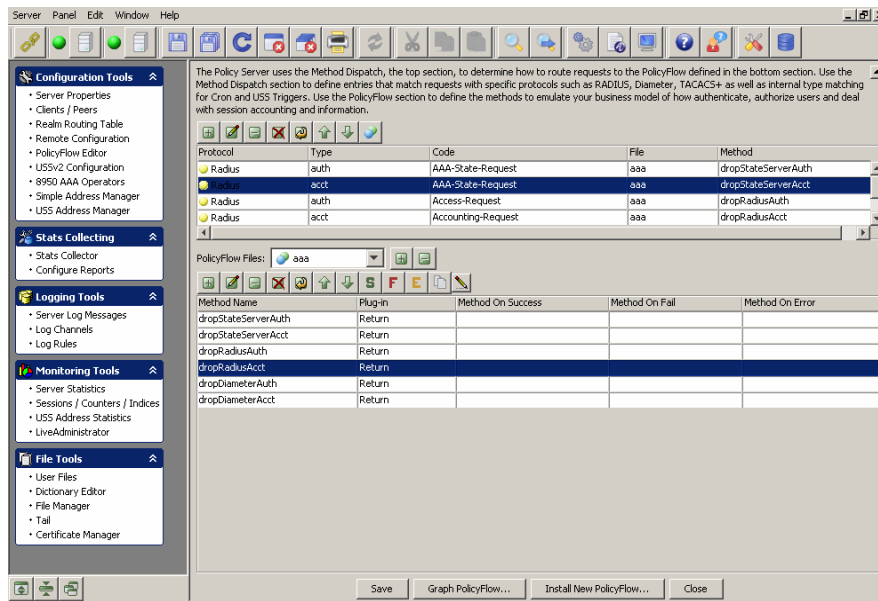 Server Panel Edit Window Help
Configuration Tools
• Server Properties
• Clients / Peers
• Realm Routing Table
• Remote Configuration
• PolicyFlow Editor
• USSv2 Configuration
• 8950 AAA Operators
• Simple Address Manager
• USS Address Manager
Stats Collecting
• Stats Collector
• Configure Reports
Logging Tools
• Server Log Messages
• Log Channels
• Log Rules
Monitoring Tools
• Server Statistics
• Sessions / Counters / Indices
• USS Address Statistics
• LiveAdministrator
File Tools
• User Files
• Dictionary Editor
• File Manager
• Tail
• Certificate Manager
The Policy Server uses the Method Dispatch, the top section, to determine how to route requests to the PolicyFlow defined in the bottom section. Use the
Method Dispatch section to define entries that match requests with specific protocols such as RADIUS, Diameter, TACACS+ as well as internal type matching
for Cron and USS Triggers. Use the PolicyFlow section to define the methods to emulate your business model of how authenticate, authorize users and deal
with session accounting and information.
Protocol Type Code File Method
Radius auth AAA-State-Request aaa dropStateServerAuth
Radius acct AAA-State-Request aaa dropStateServerAcct
Radius auth Access-Request aaa dropRadiusAuth
Radius acct Accounting-Request aaa dropRadiusAcct
PolicyFlow Files: aaa
S F E
Method Name Plug-in Method On Success Method On Fail Method On Error
dropStateServerAuth Return
dropStateServerAcct Return
dropRadiusAuth Return
dropRadiusAcct Return
dropDiameterAuth Return
dropDiameterAcct Return
Save Graph PolicyFlow... Install New PolicyFlow... Close